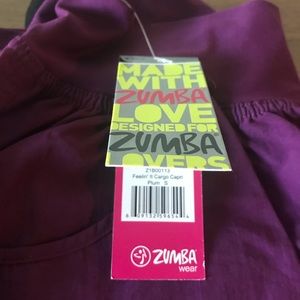 MADE
WITH
ZUMBA
LOVE
DESIGNED FOR
ZUMBA
LOVERS
Z1B00113
Feelin' It Cargo Capri
Plum S
ZUMBA
wear